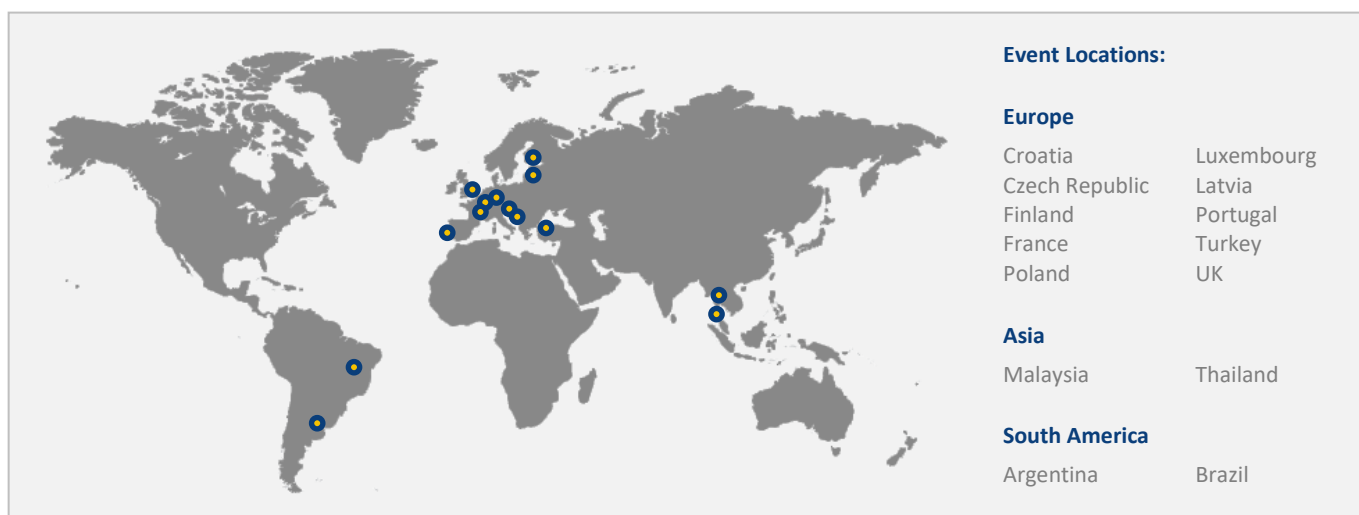 Event Locations:
Europe
Croatia Luxembourg
Czech Republic Latvia
Finland Portugal
France Turkey
Poland UK
Asia
Malaysia Thailand
South America
Argentina Brazil